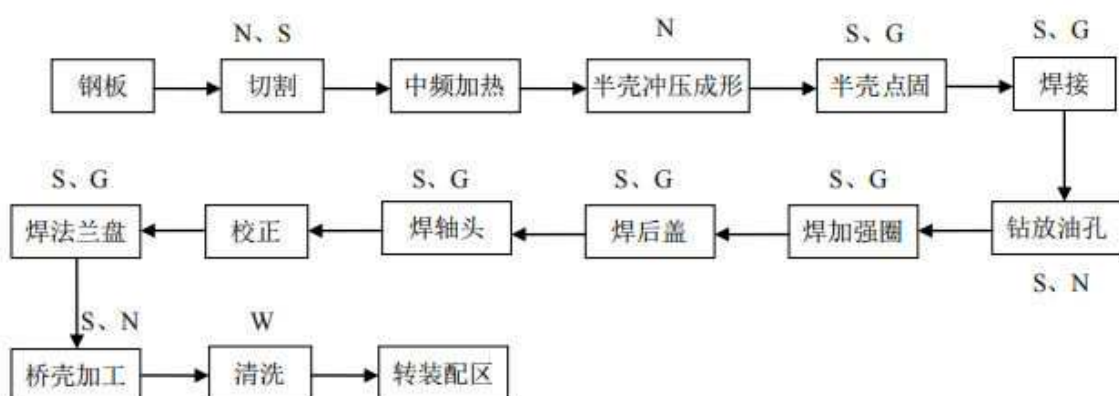 N、S N S、G S、G
钢板 切割 中频加热 半壳冲压成形 半壳点固 焊接
S、G S、G S、G S、G
焊法兰盘 校正 焊轴头 焊后盖 焊加强圈 钻放油孔
S、N
S、N W
桥壳加工 清洗 转装配区